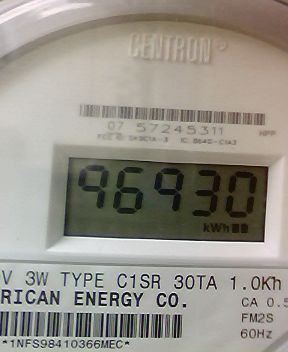 CENTRON®
07 57245311 HPP
96930
kWh
V 3W TYPE C1SR 30TA 1.0Kh
RICAN ENERGY CO. CA 0.5
FM2S
*1NFS98410366MEC* 60Hz